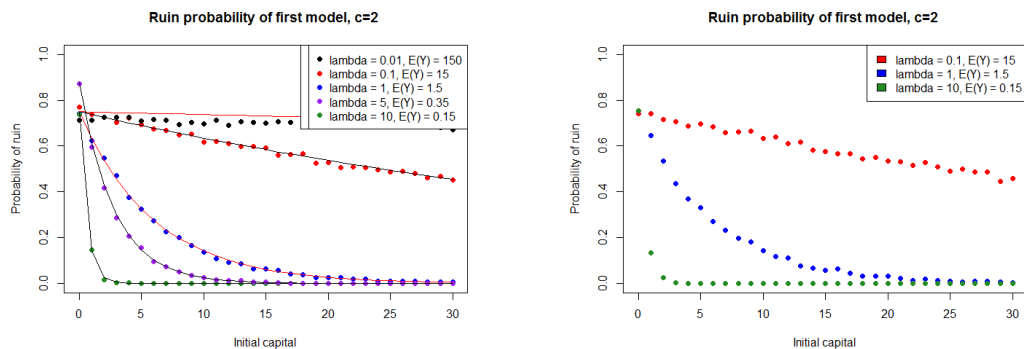 Ruin probability of first model, c=2
lambda = 0.01, E(Y) = 150
lambda = 0.1, E(Y) = 15
lambda = 1, E(Y) = 1.5
lambda = 5, E(Y) = 0.35
lambda = 10, E(Y) = 0.15
Probability of ruin
1.0
0.8
0.6
0.4
0.2
0.0
0 5 10 15 20 25 30
Initial capital
Ruin probability of first model, c=2
lambda = 0.1, E(Y) = 15
lambda = 1, E(Y) = 1.5
lambda = 10, E(Y) = 0.15
Probability of ruin
1.0
0.8
0.6
0.4
0.2
0.0
0 5 10 15 20 25 30
Initial capital